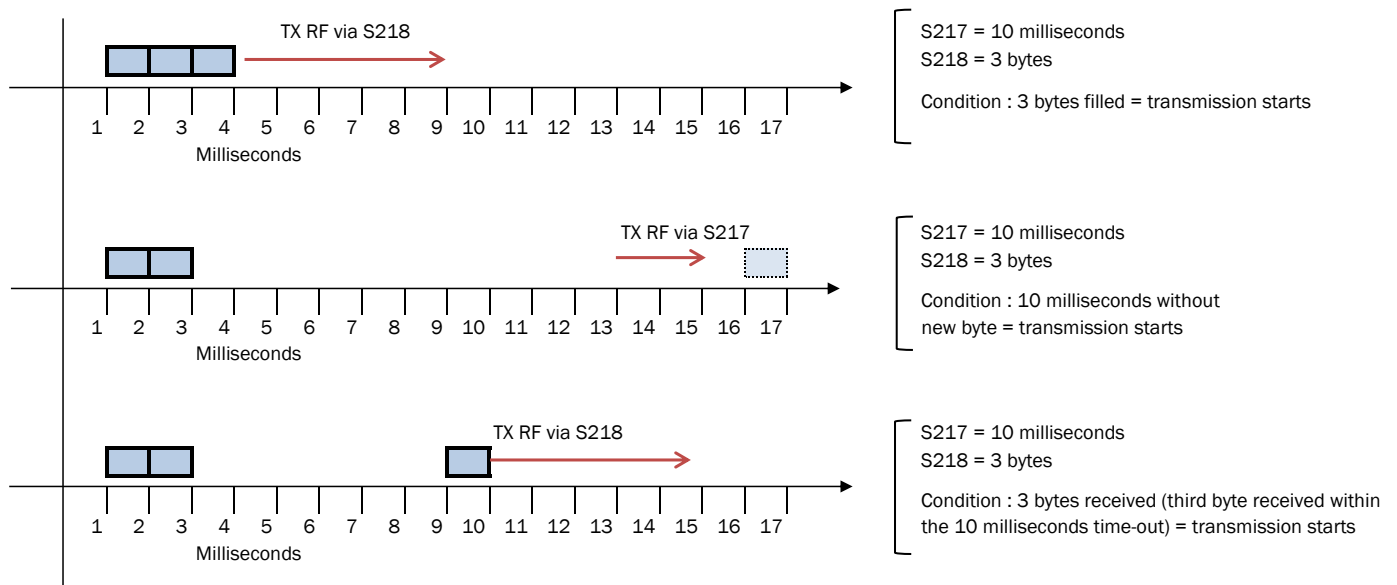 TX RF via S218
1 2 3 4 5 6 7 8 9 10 11 12 13 14 15 16 17
Milliseconds
S217 = 10 milliseconds
S218 = 3 bytes
Condition : 3 bytes filled = transmission starts
TX RF via S217
1 2 3 4 5 6 7 8 9 10 11 12 13 14 15 16 17
Milliseconds
S217 = 10 milliseconds
S218 = 3 bytes
Condition : 10 milliseconds without
new byte = transmission starts
TX RF via S218
1 2 3 4 5 6 7 8 9 10 11 12 13 14 15 16 17
Milliseconds
S217 = 10 milliseconds
S218 = 3 bytes
Condition : 3 bytes received (third byte received within
the 10 milliseconds time-out) = transmission starts